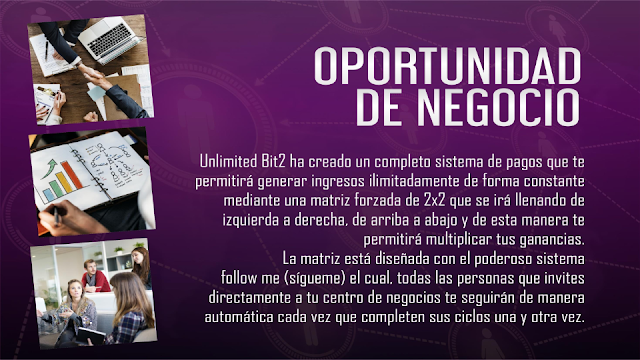 OPORTUNIDAD
DE NEGOCIO
Unlimited Bit2 ha creado un completo sistema de pagos que te
permitirá generar ingresos ilimitadamente de forma constante
mediante una matriz forzada de 2x2 que se irá llenando de
izquierda a derecha, de arriba a abajo y de esta manera te
permitirá multiplicar tus ganancias.
La matriz está diseñada con el poderoso sistema
follow me (sígueme) el cual, todas las personas que invites
directamente a tu centro de negocios te seguirán de manera
automática cada vez que completen sus ciclos una y otra vez.